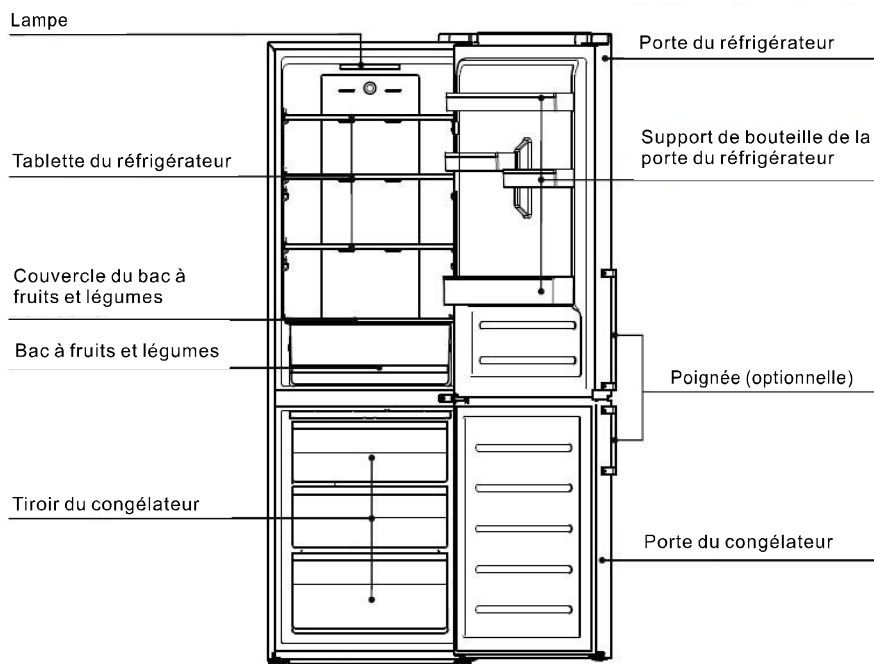 Lampe
Porte du réfrigérateur
Support de bouteille de la
porte du réfrigérateur
Tablette du réfrigérateur
Couvercle du bac à
fruits et légumes
Bac à fruits et légumes
Poignée (optionnelle)
Tiroir du congélateur
Porte du congélateur